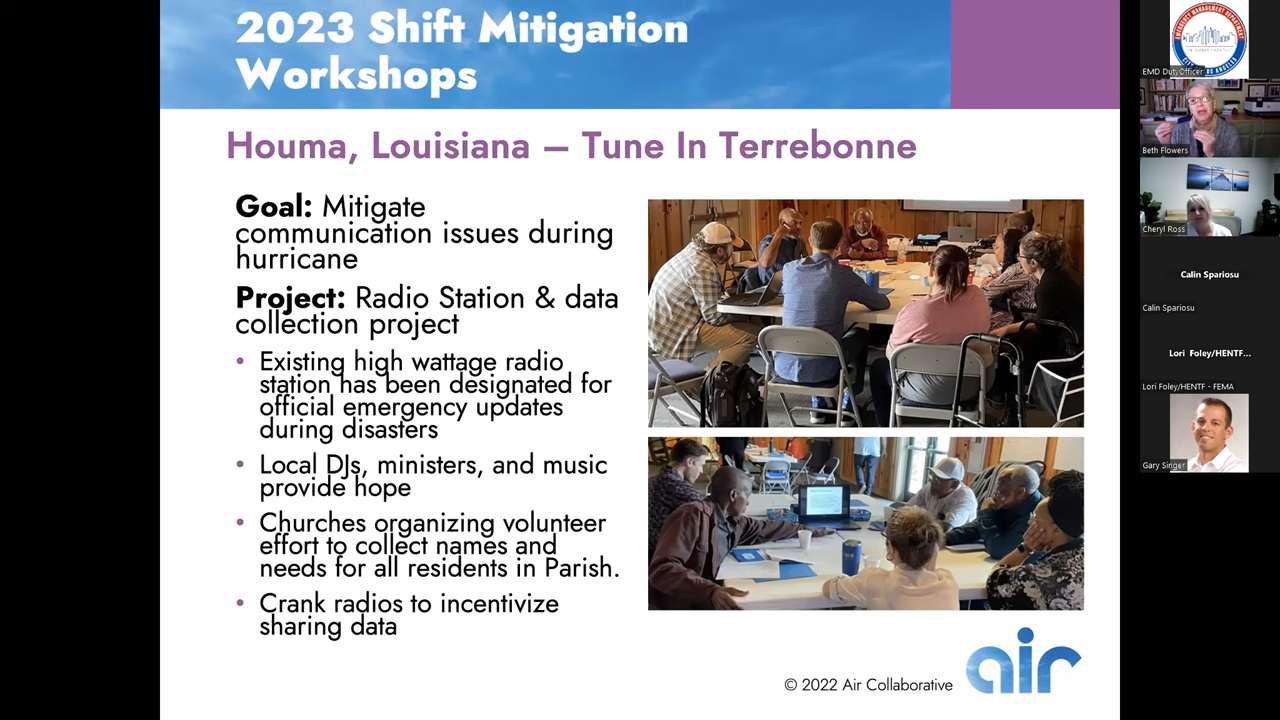 2023 Shift Mitigation
Workshops
Houma, Louisiana – Tune In Terrebonne
Goal: Mitigate
communication issues during
hurricane
Project: Radio Station & data
collection project
• Existing high wattage radio
station has been designated for
official emergency updates
during disasters
• Local DJs, ministers, and music
provide hope
• Churches organizing volunteer
effort to collect names and
needs for all residents in Parish.
• Crank radios to incentivize
sharing data
© 2022 Air Collaborative
air
EMERGENCY MANAGEMENT DEPARTMENT
EMD DutyOfficer
Beth Flowers
Cheryl Ross
Calin Spariosu
Calin Spariosu
Lori Foley/HENTF...
Lori Foley/HENTF - FEMA
Gary Singer